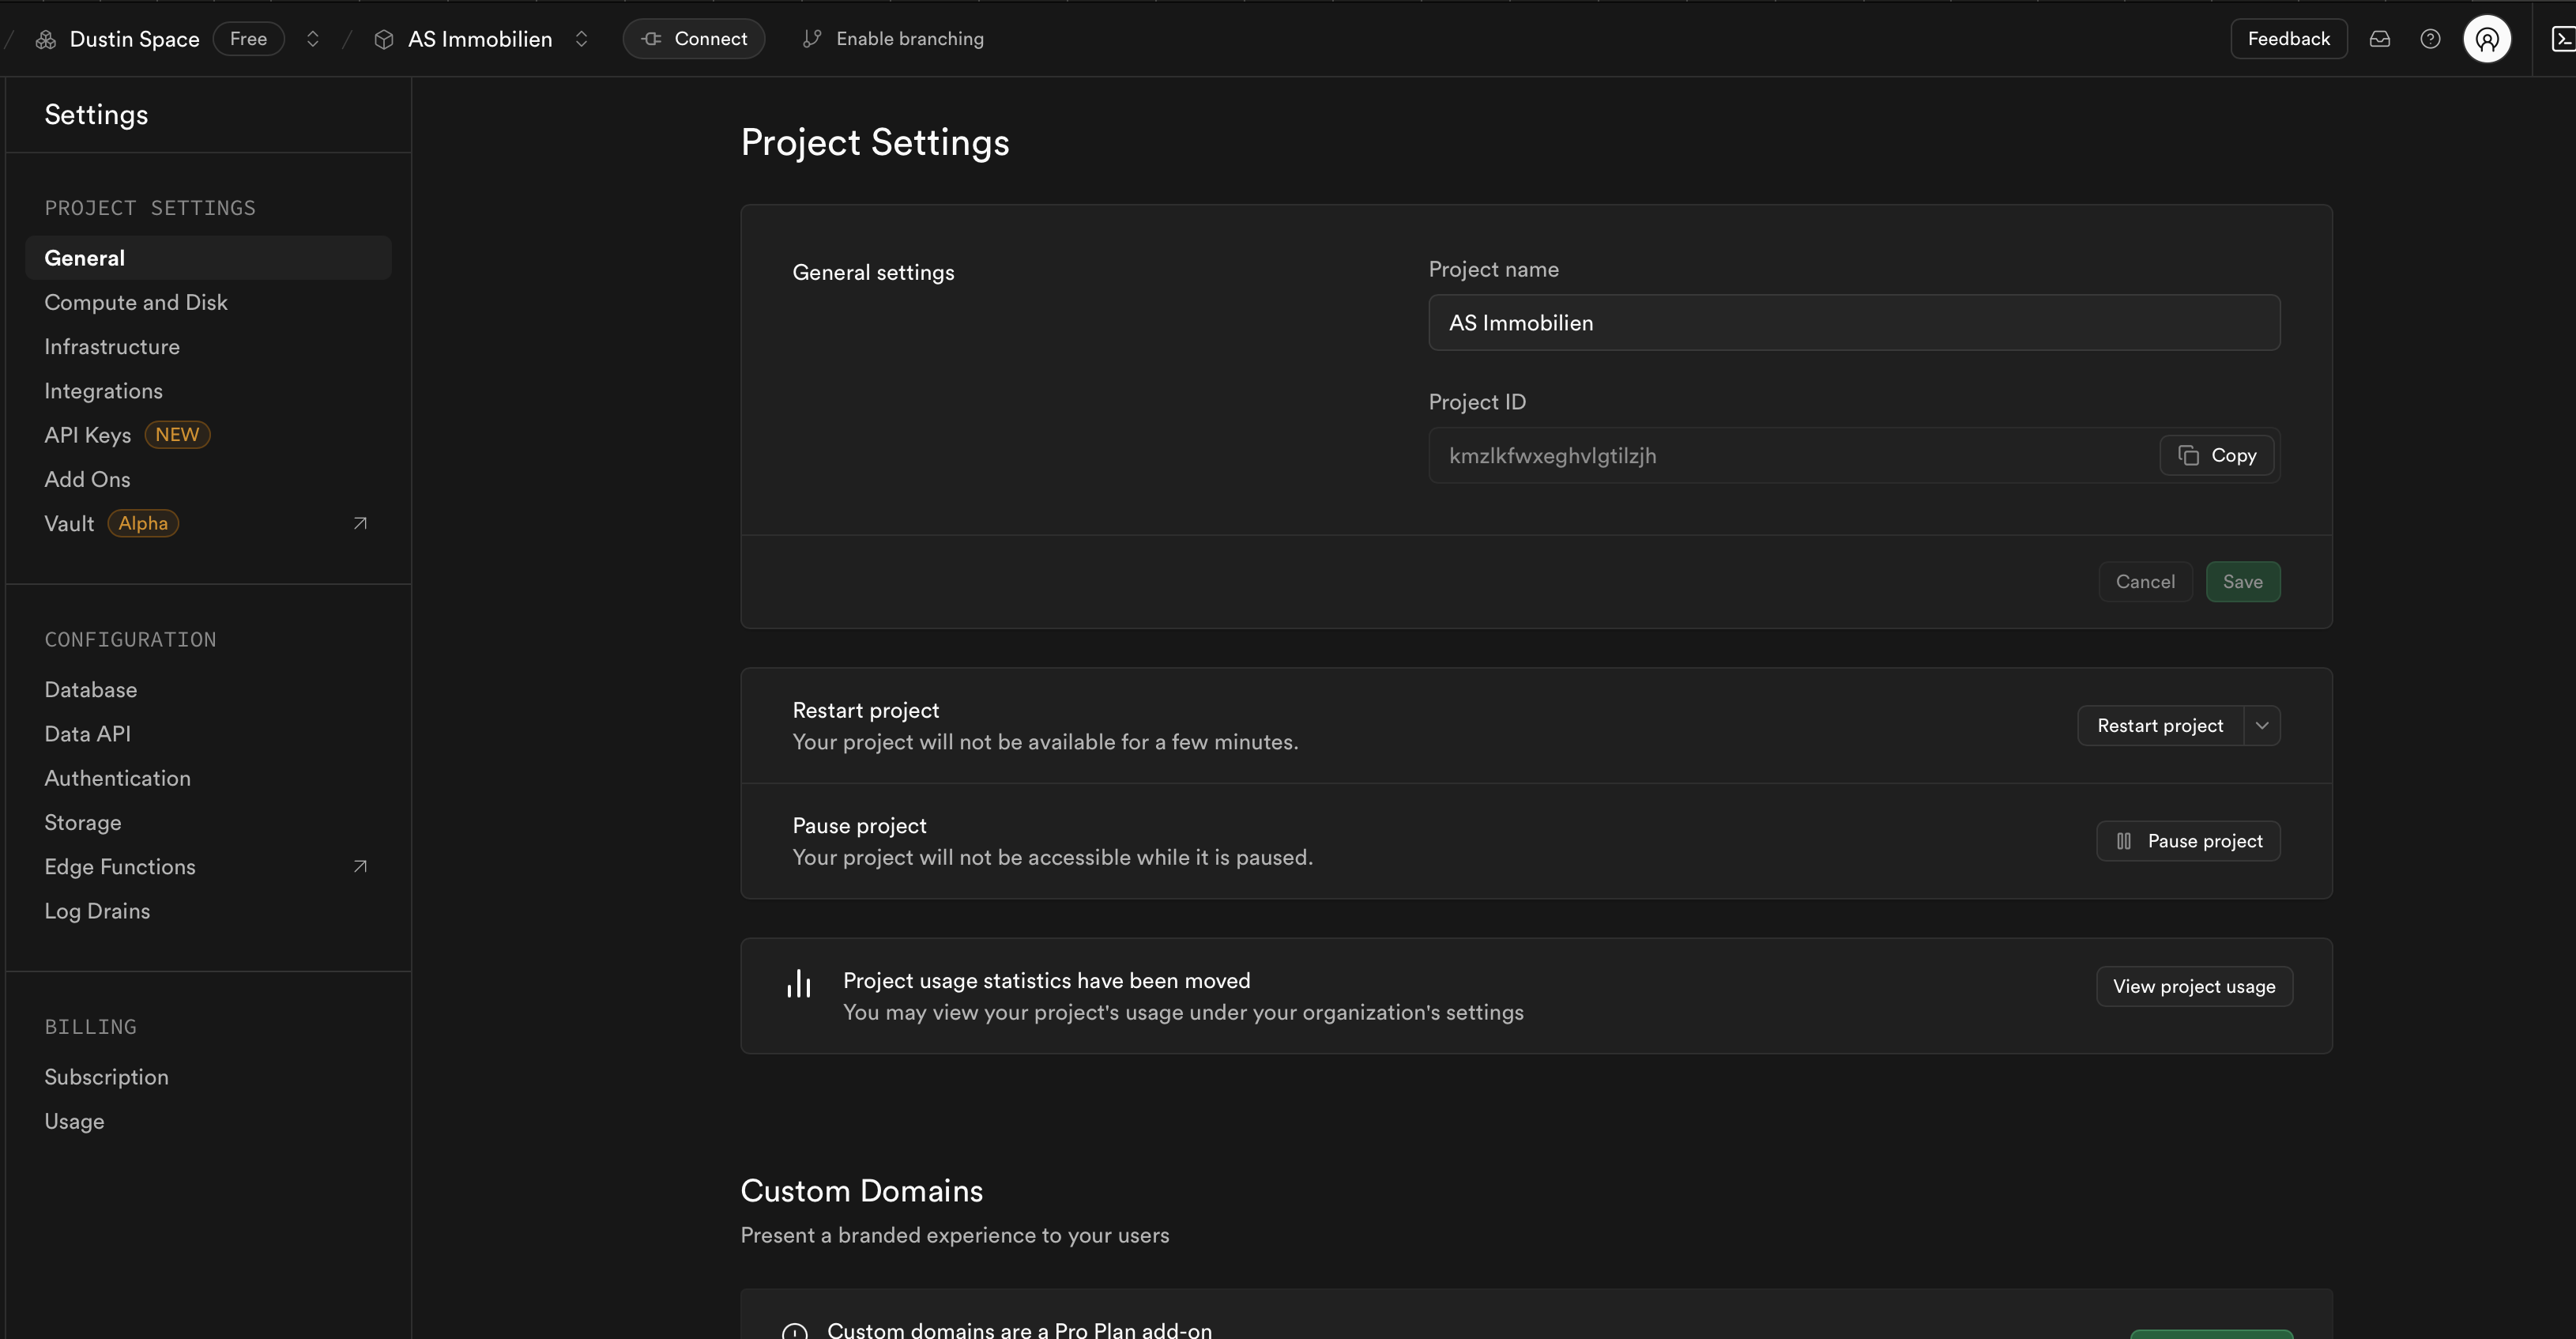 Dustin Space Free AS Immobilien Connect Enable branching Feedback
Settings
PROJECT SETTINGS
General
Compute and Disk
Infrastructure
Integrations
API Keys NEW
Add Ons
Vault Alpha
CONFIGURATION
Database
Data API
Authentication
Storage
Edge Functions
Log Drains
BILLING
Subscription
Usage
Project Settings
General settings
Project name
AS Immobilien
Project ID
kmzlkfwxeghvlgtilzjh Copy
Cancel Save
Restart project
Your project will not be available for a few minutes.
Restart project
Pause project
Your project will not be accessible while it is paused.
Pause project
Project usage statistics have been moved
You may view your project's usage under your organization's settings
View project usage
Custom Domains
Present a branded experience to your users
Custom domains are a Pro Plan add-on